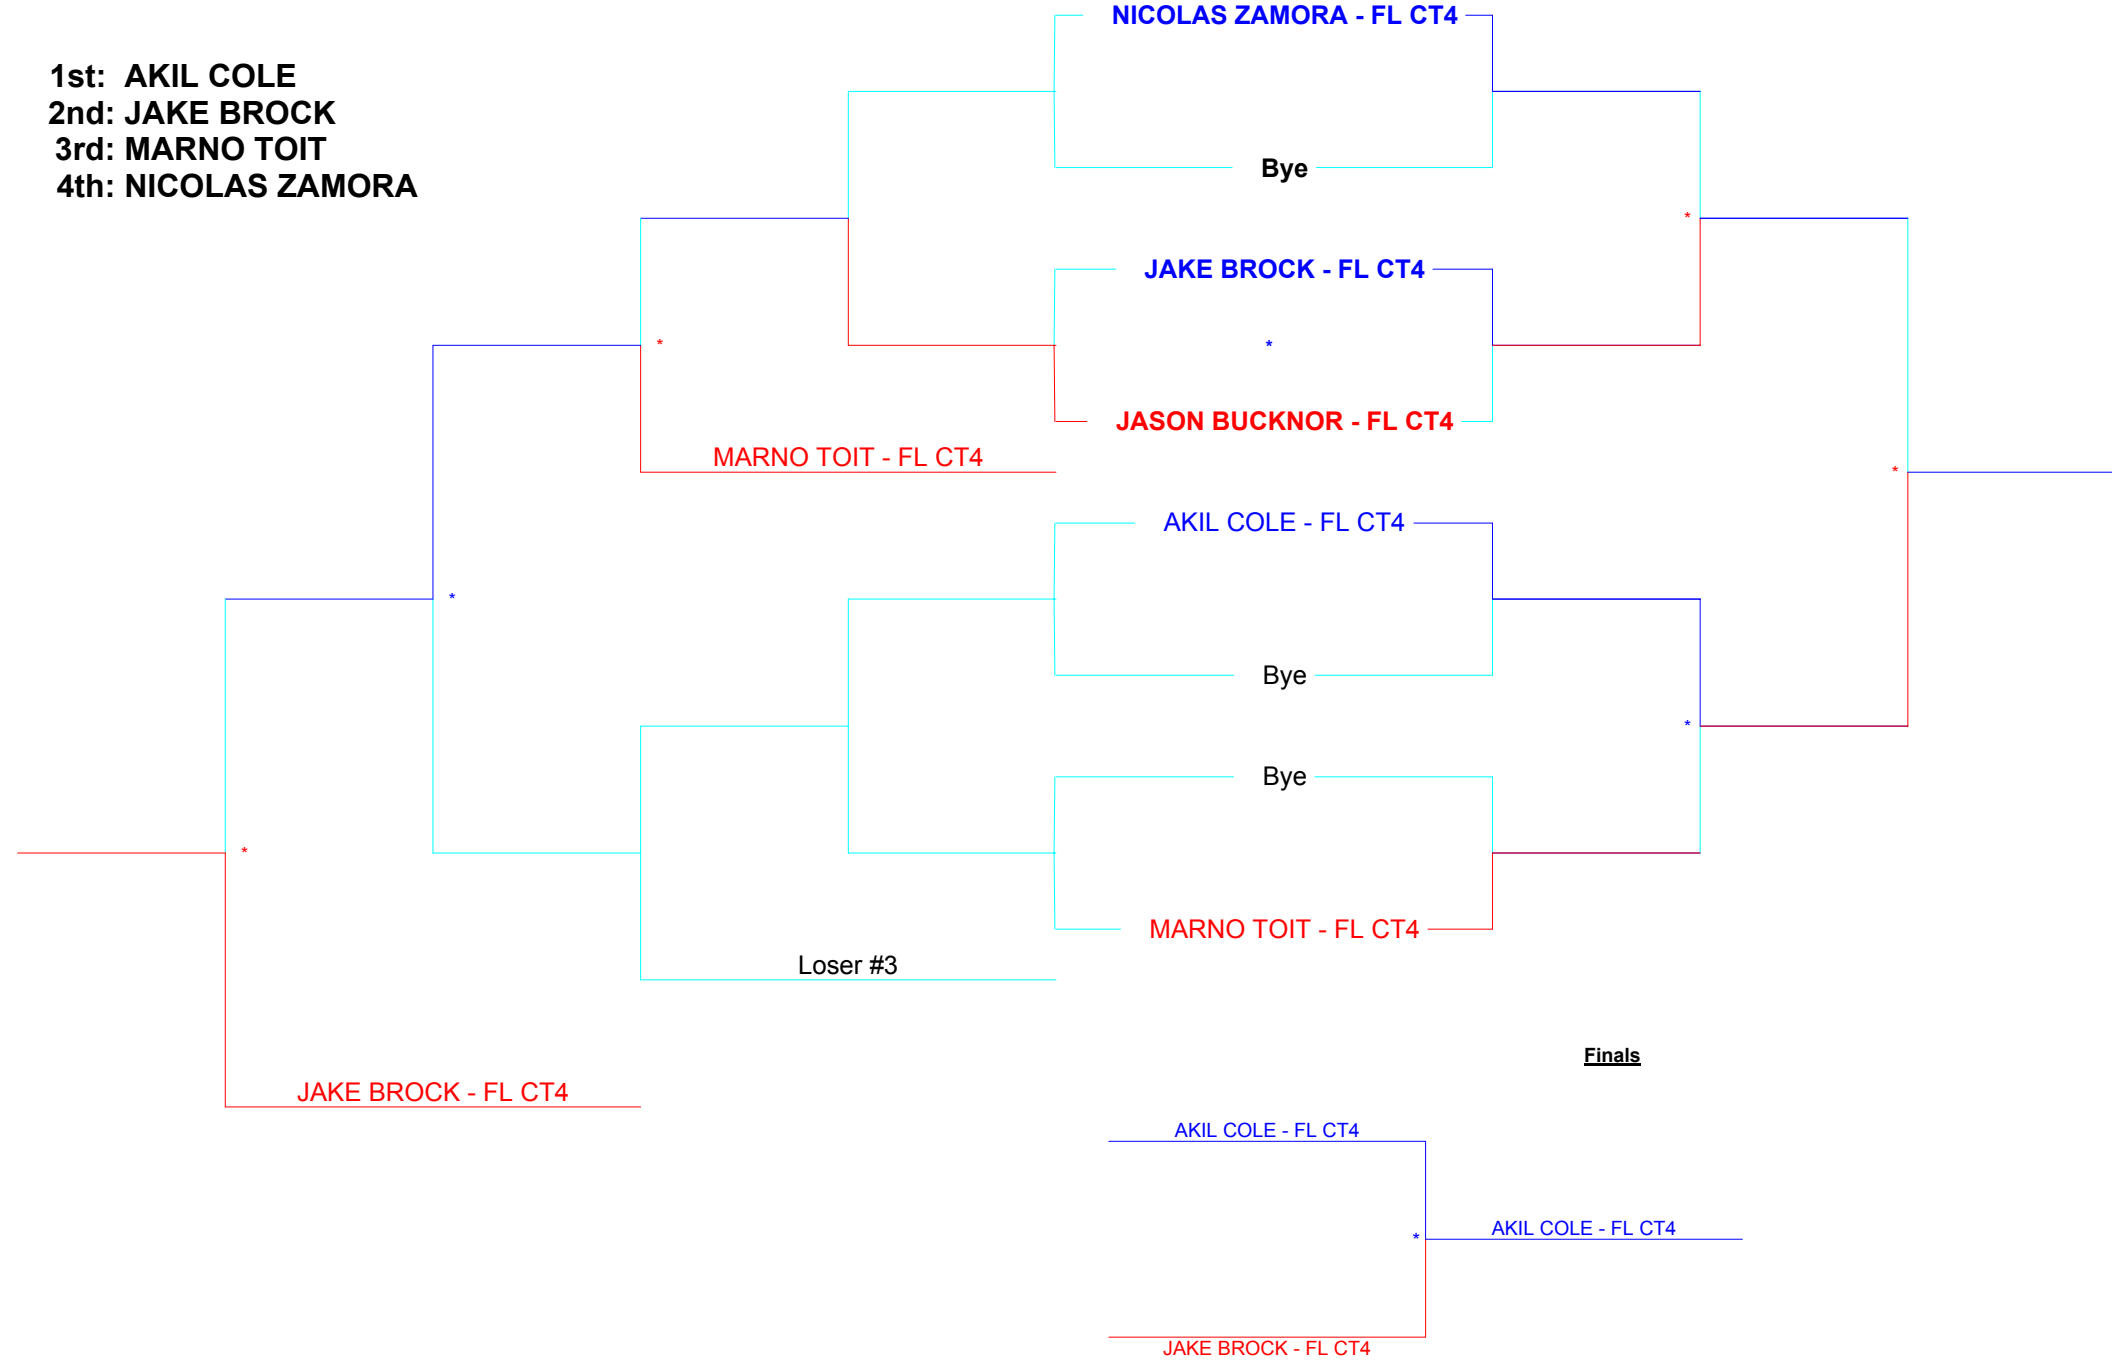 NICOLAS ZAMORA - FL CT4
1st: AKIL COLE
2nd: JAKE BROCK
3rd: MARNO TOIT
4th: NICOLAS ZAMORA
Bye
*
JAKE BROCK - FL CT4
*
*
JASON BUCKNOR - FL CT4
MARNO TOIT - FL CT4
*
AKIL COLE - FL CT4
*
Bye
*
Bye
*
MARNO TOIT - FL CT4
Loser #3
Finals
JAKE BROCK - FL CT4
AKIL COLE - FL CT4
* AKIL COLE - FL CT4
JAKE BROCK - FL CT4